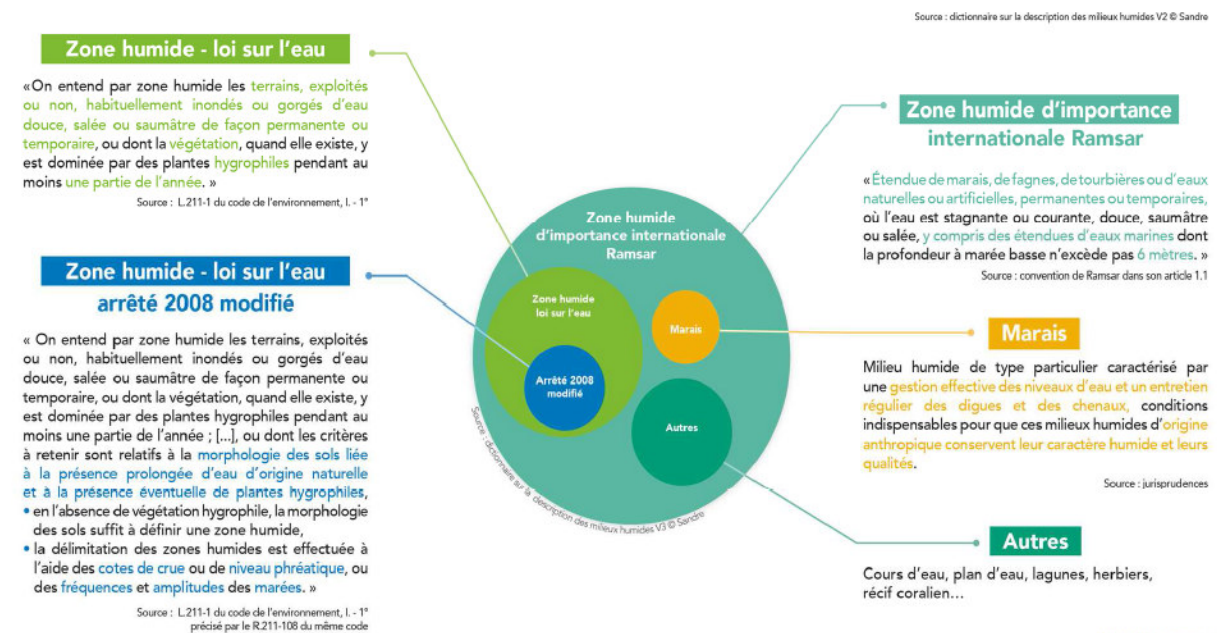 Source : dictionnaire sur la description des milieux humides V2 © Sandre
Zone humide - loi sur l'eau
«On entend par zone humide les terrains, exploités
ou non, habituellement inondés ou gorgés d'eau
douce, salée ou saumâtre de façon permanente ou
temporaire, ou dont la végétation, quand elle existe, y
est dominée par des plantes hygrophiles pendant au
moins une partie de l'année. »
Source : L.211-1 du code de l'environnement, I. - 1°
Zone humide - loi sur l'eau
arrêté 2008 modifié
« On entend par zone humide les terrains, exploités
ou non, habituellement inondés ou gorgés d'eau
douce, salée ou saumâtre de façon permanente ou
temporaire, ou dont la végétation, quand elle existe, y
est dominée par des plantes hygrophiles pendant au
moins une partie de l'année ; [...], ou dont les critères
à retenir sont relatifs à la morphologie des sols liée
à la présence prolongée d'eau d'origine naturelle
et à la présence éventuelle de plantes hygrophiles,
• en l'absence de végétation hygrophile, la morphologie
des sols suffit à définir une zone humide,
• la délimitation des zones humides est effectuée à
l'aide des cotes de crue ou de niveau phréatique, ou
des fréquences et amplitudes des marées. »
Source : L.211-1 du code de l'environnement, I. - 1°
précisé par le R.211-108 du même code
Zone humide
d'importance internationale
Ramsar
Zone humide
loi sur l'eau
Arrêté 2008
modifié
Marais
Autres
Source : dictionnaire sur la description des milieux humides V3 © Sandre
Zone humide d'importance
internationale Ramsar
«Étendue de marais, de fagnes, de tourbières ou d'eaux
naturelles ou artificielles, permanentes ou temporaires,
où l'eau est stagnante ou courante, douce, saumâtre
ou salée, y compris des étendues d'eaux marines dont
la profondeur à marée basse n'excède pas 6 mètres. »
Source : convention de Ramsar dans son article 1.1
Marais
Milieu humide de type particulier caractérisé par
une gestion effective des niveaux d'eau et un entretien
régulier des digues et des chenaux, conditions
indispensables pour que ces milieux humides d'origine
anthropique conservent leur caractère humide et leurs
qualités.
Source : jurisprudences
Autres
Cours d'eau, plan d'eau, lagunes, herbiers,
récif coralien...